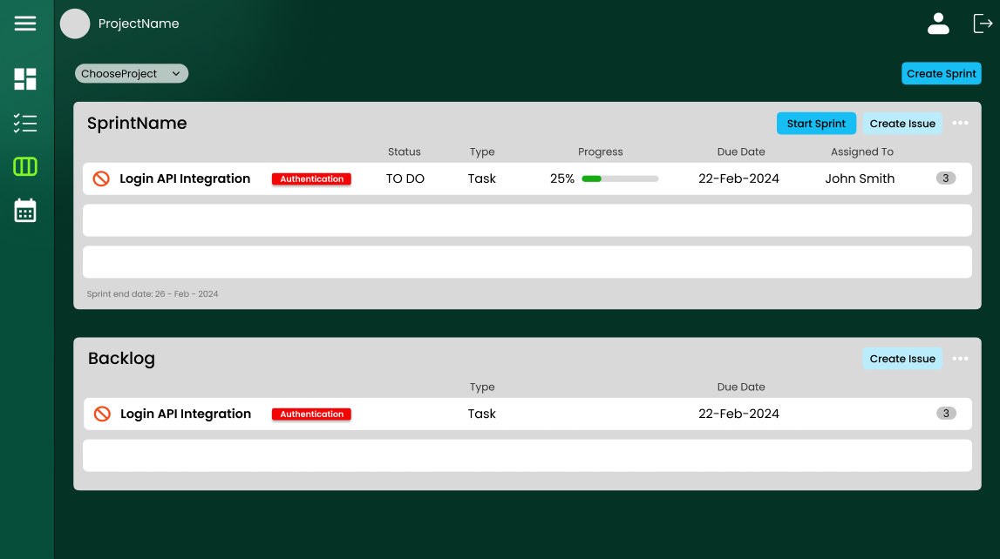 ProjectName
ChooseProject
Create Sprint
SprintName
Start Sprint
Create Issue
Status Type Progress Due Date Assigned To
Login API Integration Authentication TO DO Task 25% 22-Feb-2024 John Smith 3
Sprint end date: 26 - Feb - 2024
Backlog
Create Issue
Type Due Date
Login API Integration Authentication Task 22-Feb-2024 3